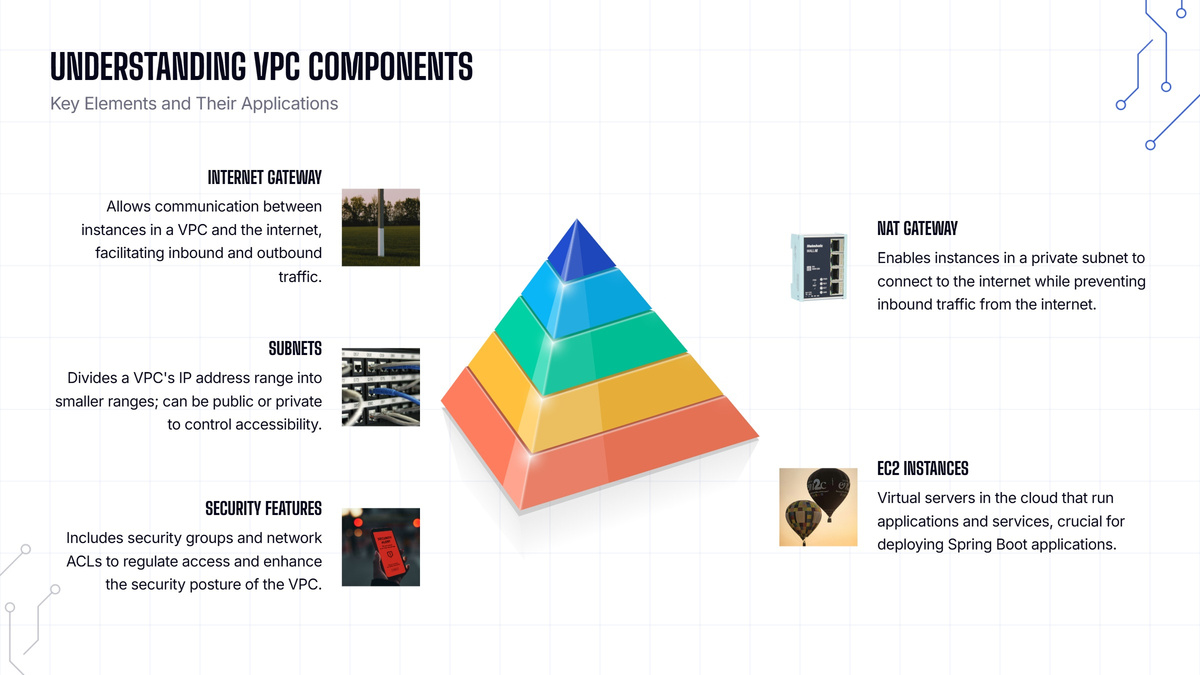 UNDERSTANDING VPC COMPONENTS
Key Elements and Their Applications
INTERNET GATEWAY
Allows communication between
instances in a VPC and the internet,
facilitating inbound and outbound
traffic.
SUBNETS
Divides a VPC's IP address range into
smaller ranges; can be public or private
to control accessibility.
SECURITY FEATURES
Includes security groups and network
ACLs to regulate access and enhance
the security posture of the VPC.
NAT GATEWAY
Enables instances in a private subnet to
connect to the internet while preventing
inbound traffic from the internet.
EC2 INSTANCES
Virtual servers in the cloud that run
applications and services, crucial for
deploying Spring Boot applications.